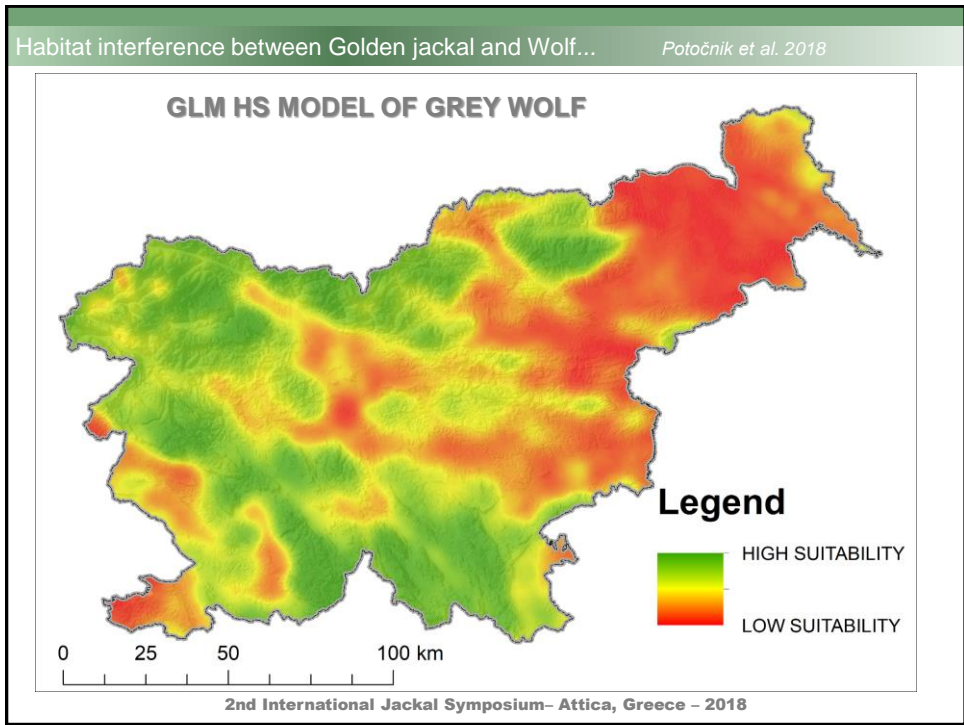 Habitat interference between Golden jackal and Wolf... Potočnik et al. 2018
GLM HS MODEL OF GREY WOLF
Legend
HIGH SUITABILITY
LOW SUITABILITY
0 25 50 100 km
2nd International Jackal Symposium– Attica, Greece – 2018